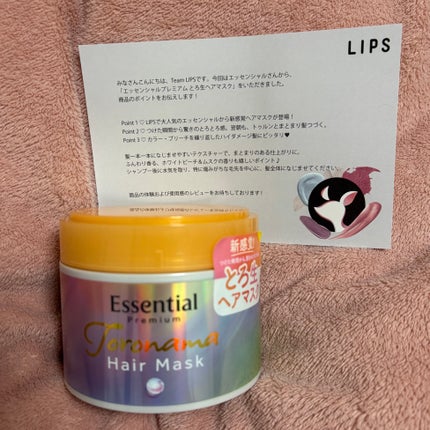 LIPS
みなさんこんにちは、Team LIPSです。今回はエッセンシャルさんから、
「エッセンシャルプレミアム とろ生ヘアマスク」をいただきました。
商品のポイントをお伝えします!
Point 1♡ LIPSで大人気のエッセンシャルから新感覚ヘアマスクが登場!
Point 2♡ つけた瞬間から驚きのとろとろ感。翌朝も、トゥルンとまとまり髪つづく。
Point 3♡ カラー・ブリーチを繰り返したハイダメージ髪にピッタリ♥
髪一本一本になじませやすいテクスチャーで、まとまりのある仕上がりに。
ふんわり香る、ホワイトピーチ&ムスクの香りも嬉しいポイント♪
シャンプー後に水気を取り、特に傷みがちな毛先を中心に、髪全体になじませてください。
商品の体験および使用感のレビューをお待ちしております!
新感覚!
とろ生
ヘアマスク
Essential
Premium
Toronama
Hair Mask